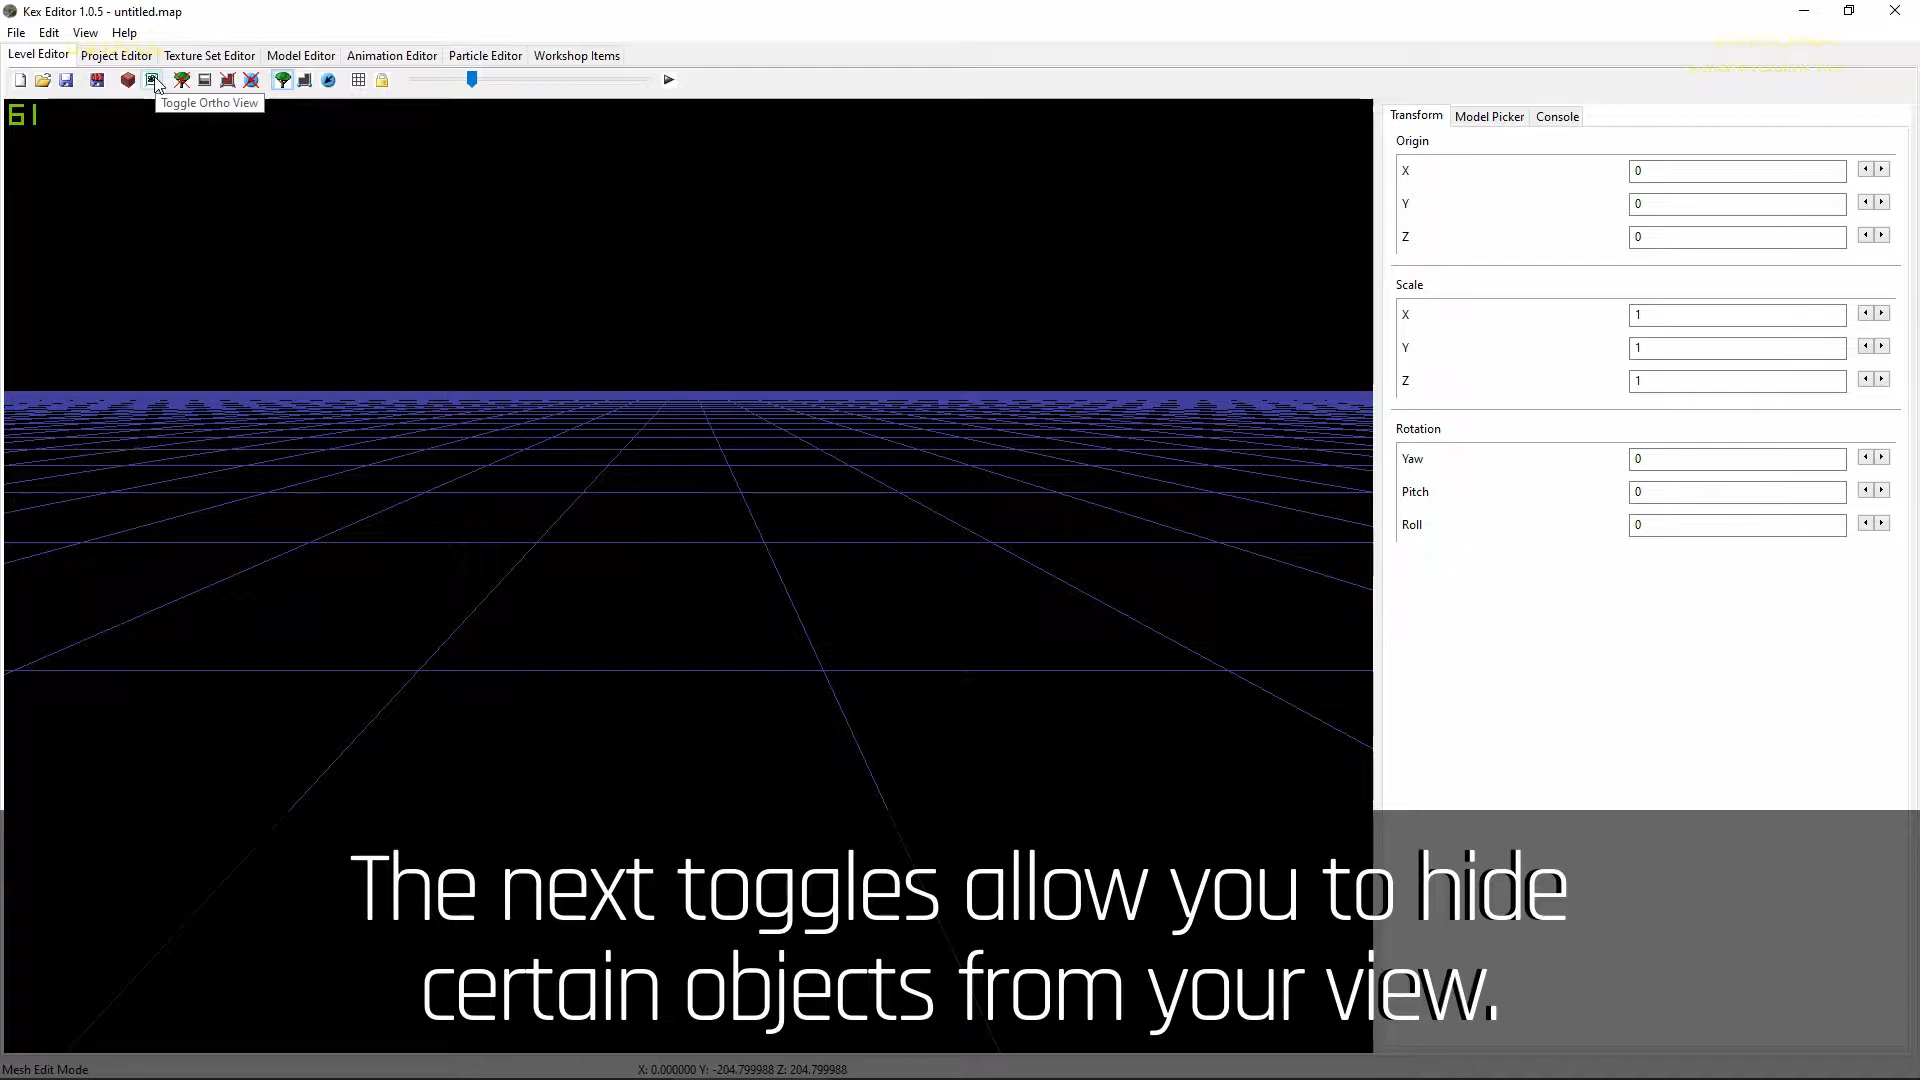 Kex Editor 1.0.5 - untitled.map
File Edit View Help
Level Editor Project Editor Texture Set Editor Model Editor Animation Editor Particle Editor Workshop Items
Toggle Ortho View
61
Transform Model Picker Console
Origin
X 0
Y 0
Z 0
Scale
X 1
Y 1
Z 1
Rotation
Yaw 0
Pitch 0
Roll 0
The next toggles allow you to hide
certain objects from your view.
Mesh Edit Mode X: 0.000000 Y: -204.799988 Z: 204.799988